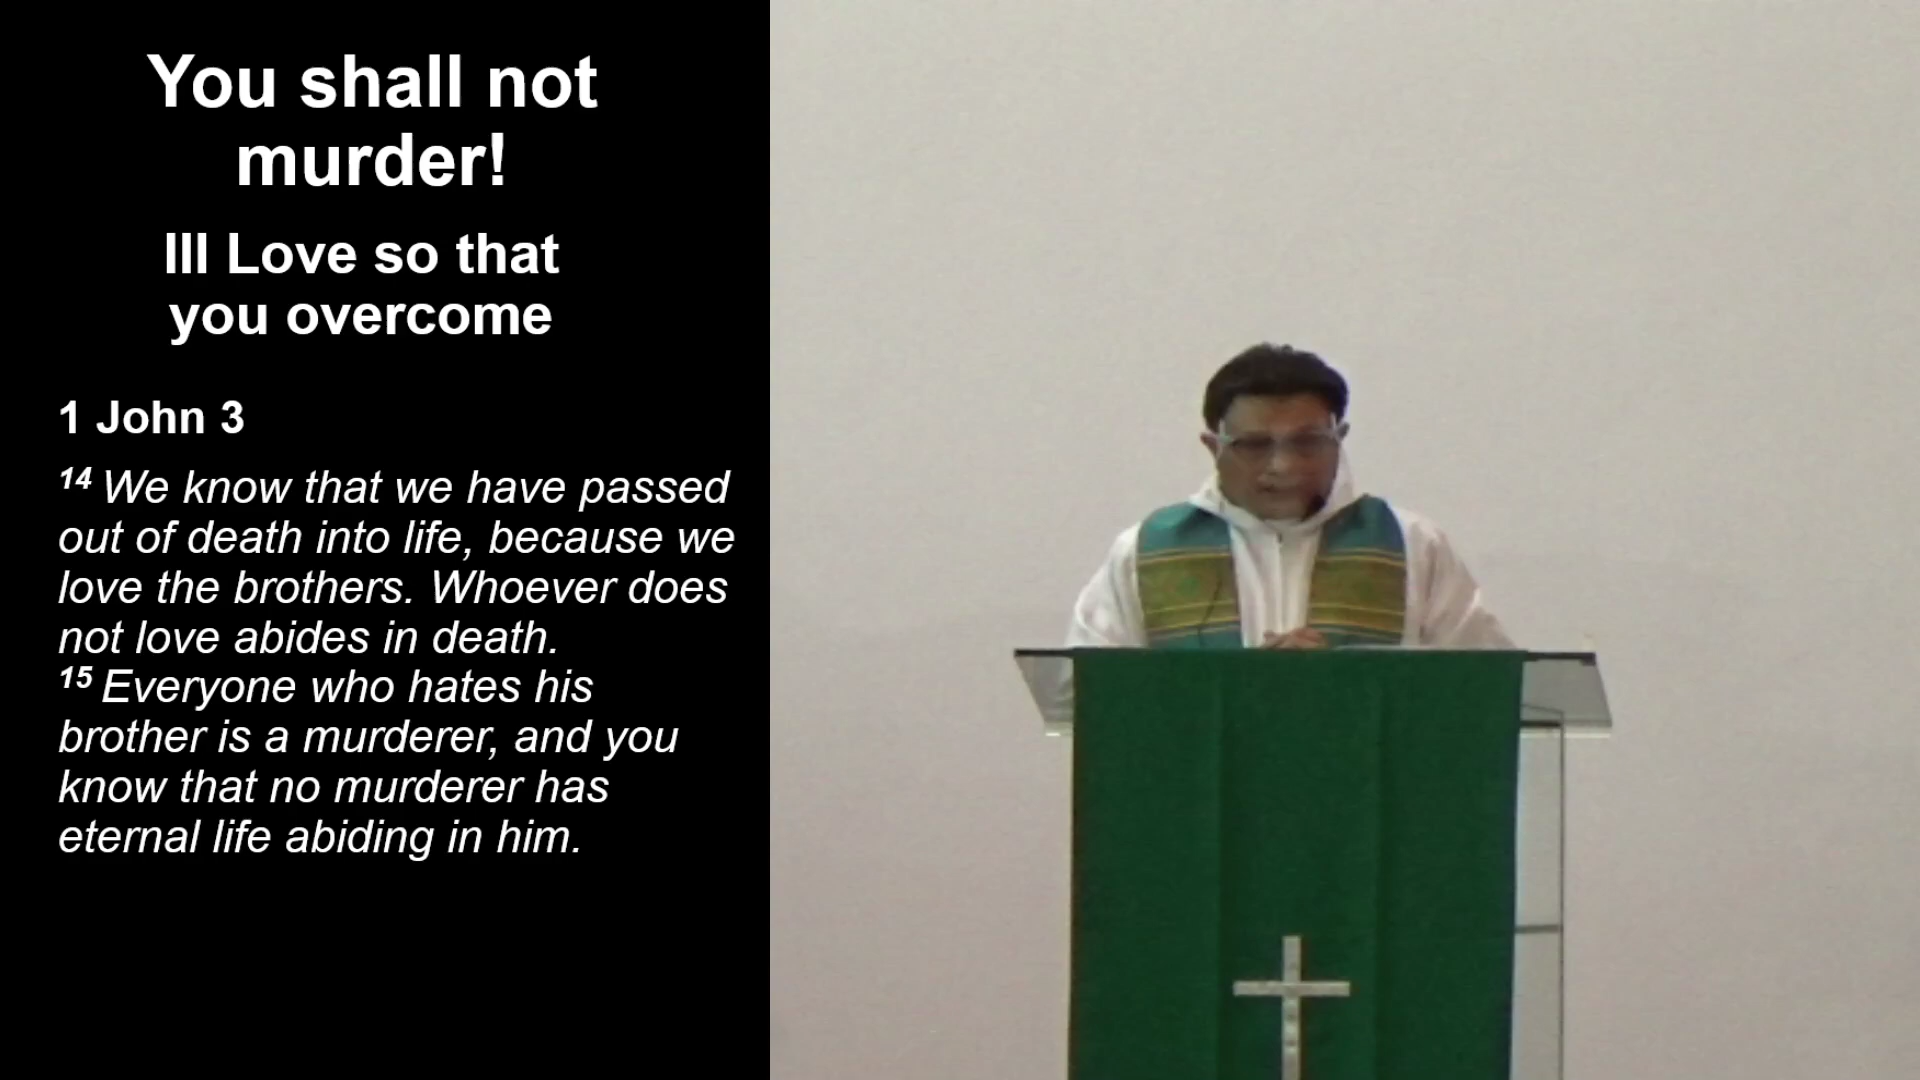 You shall not
murder!
III Love so that
you overcome
1 John 3
14 We know that we have passed
out of death into life, because we
love the brothers. Whoever does
not love abides in death.
15 Everyone who hates his
brother is a murderer, and you
know that no murderer has
eternal life abiding in him.